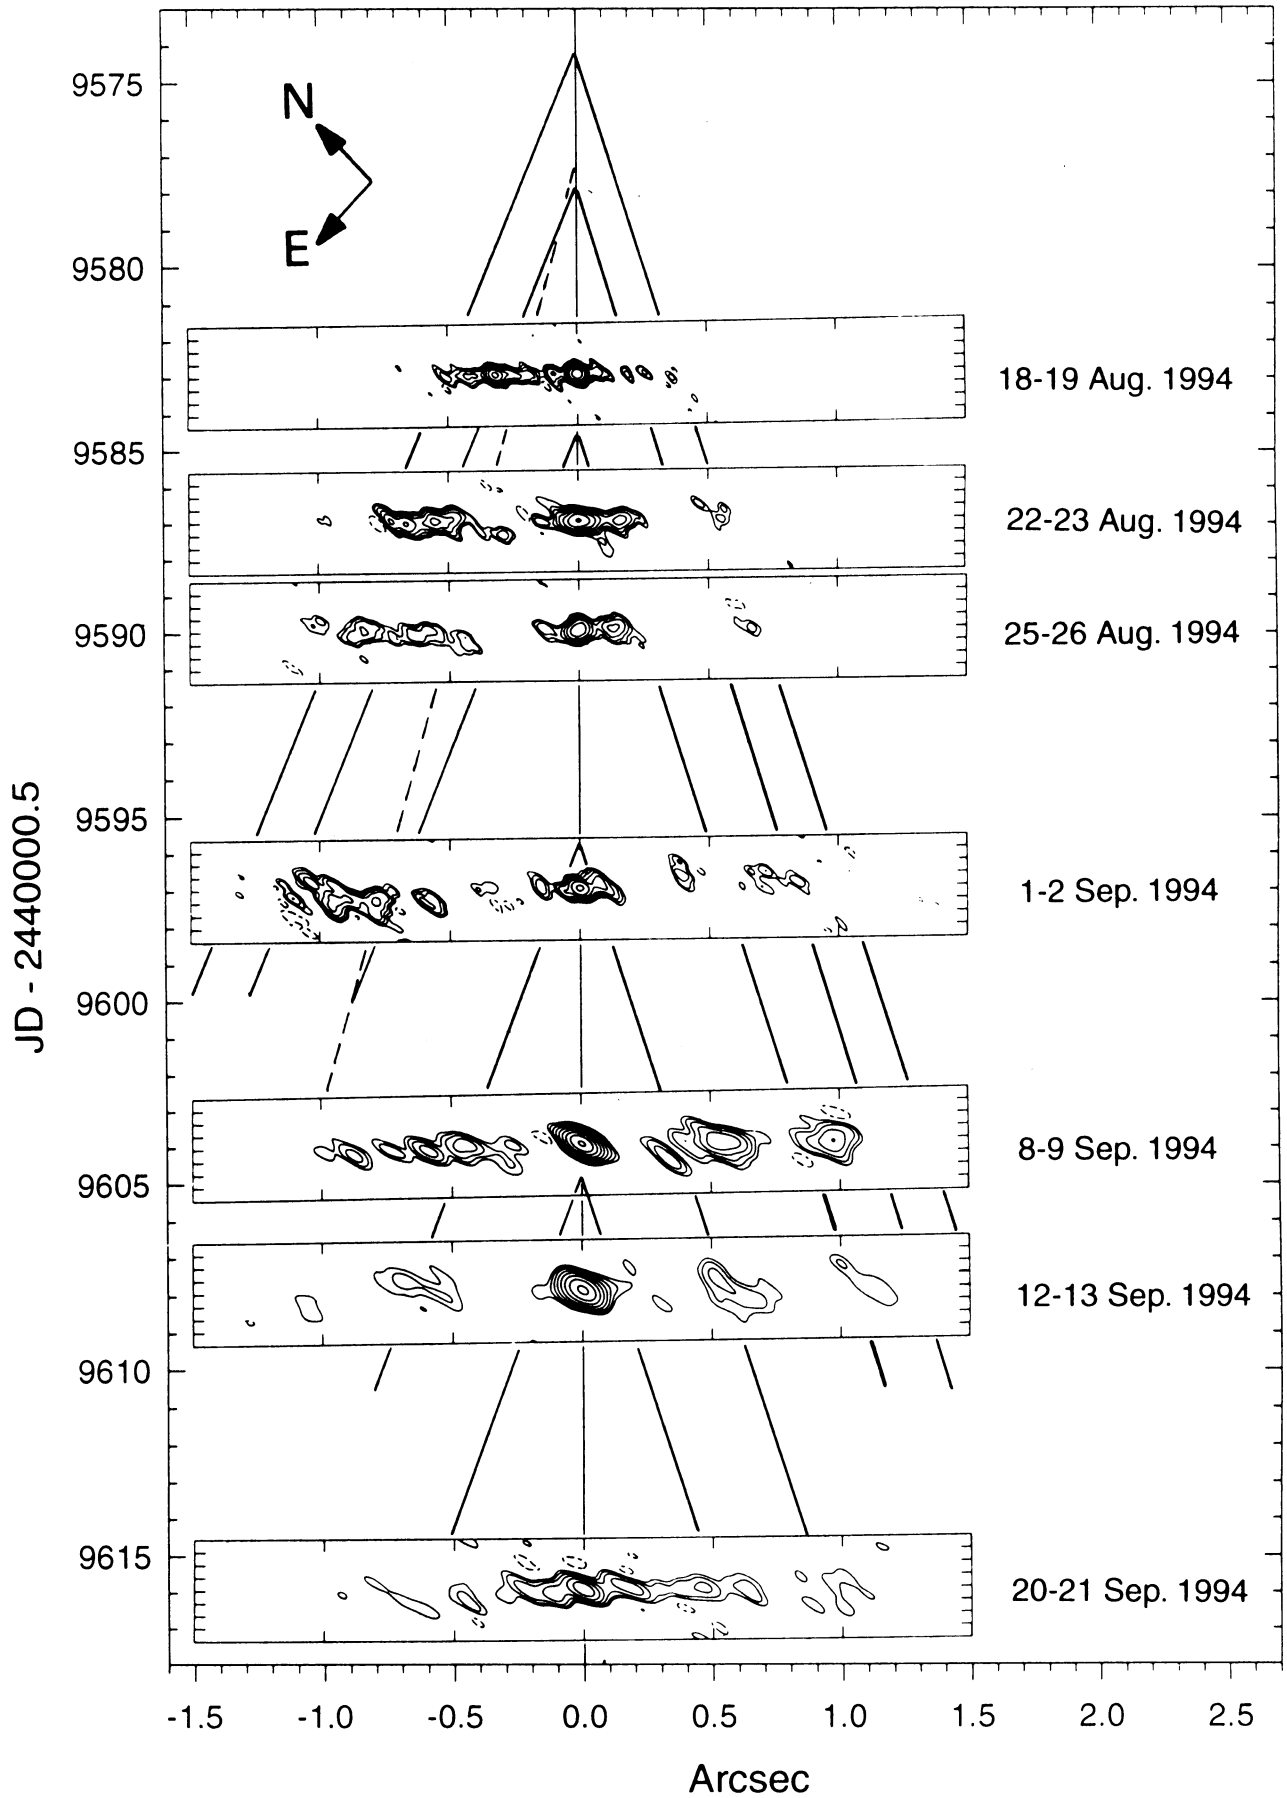 9575
N
E
9580
18-19 Aug. 1994
9585
22-23 Aug. 1994
9590
25-26 Aug. 1994
JD - 2440000.5
9595
1-2 Sep. 1994
9600
8-9 Sep. 1994
9605
12-13 Sep. 1994
9610
9615
20-21 Sep. 1994
-1.5 -1.0 -0.5 0.0 0.5 1.0 1.5 2.0 2.5
Arcsec